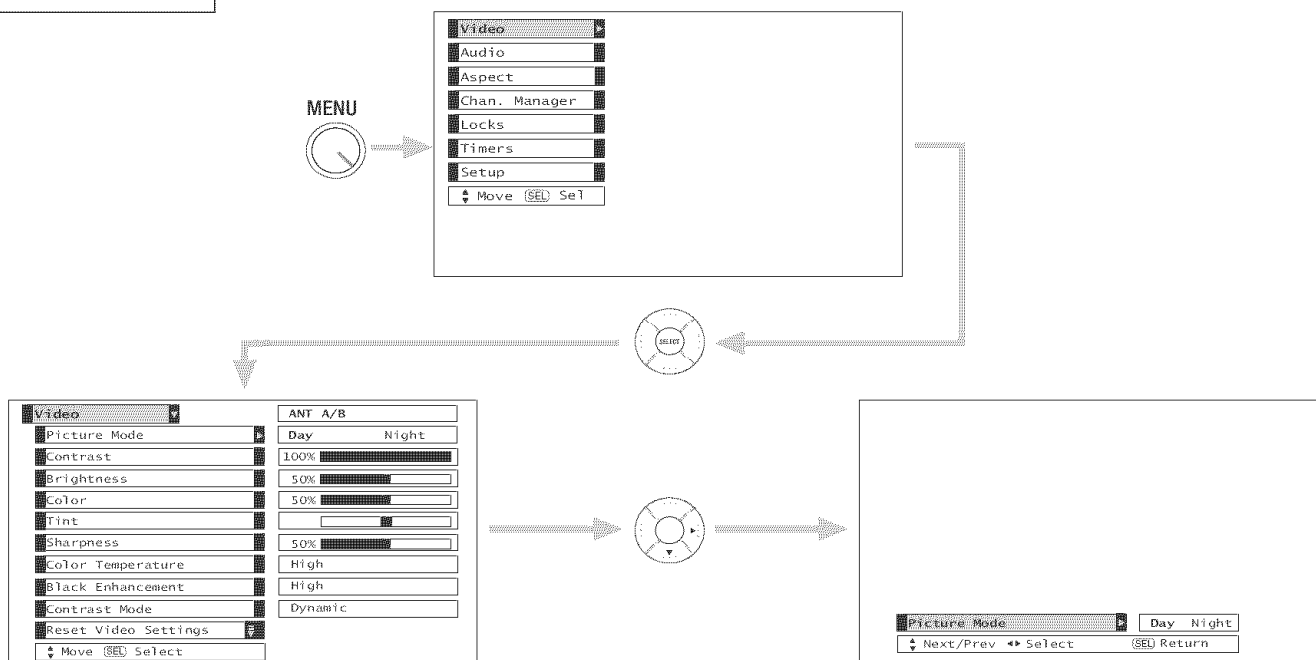 Video
Audio
Aspect
Chan. Manager
Locks
Timers
Setup
Move SEL Sel
MENU
SELECT
Video ANT A/B
Picture Mode Day Night
Contrast 100%
Brightness 50%
Color 50%
Tint
Sharpness 50%
Color Temperature High
Black Enhancement High
Contrast Mode Dynamic
Reset Video Settings
Move SEL Select
Picture Mode Day Night
Next/Prev Select SEL Return